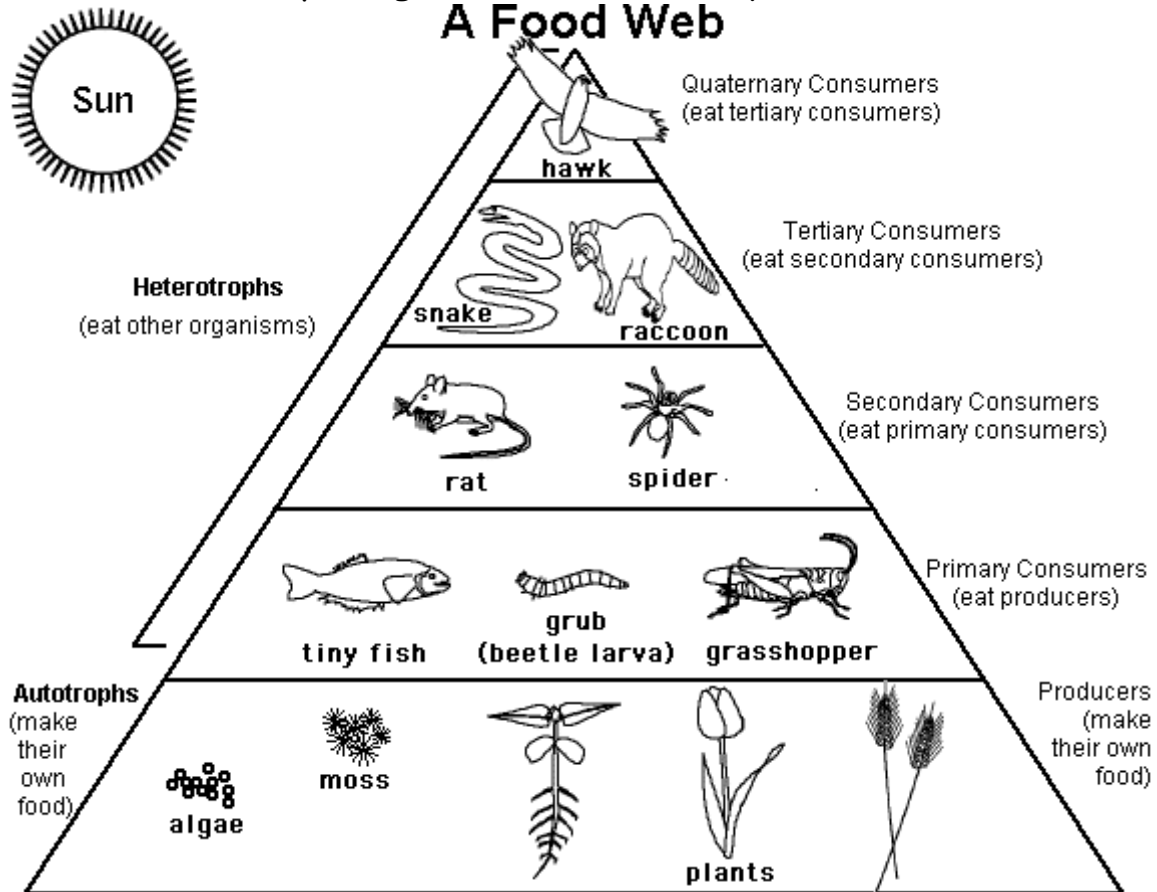 A Food Web
Sun
Quaternary Consumers
(eat tertiary consumers)
hawk
Tertiary Consumers
(eat secondary consumers)
Heterotrophs
(eat other organisms)
snake
raccoon
Secondary Consumers
(eat primary consumers)
rat
spider
Primary Consumers
(eat producers)
tiny fish
grub
(beetle larva)
grasshopper
Autotrophs
(make
their
own
food)
Producers
(make
their own
food)
moss
algae
plants